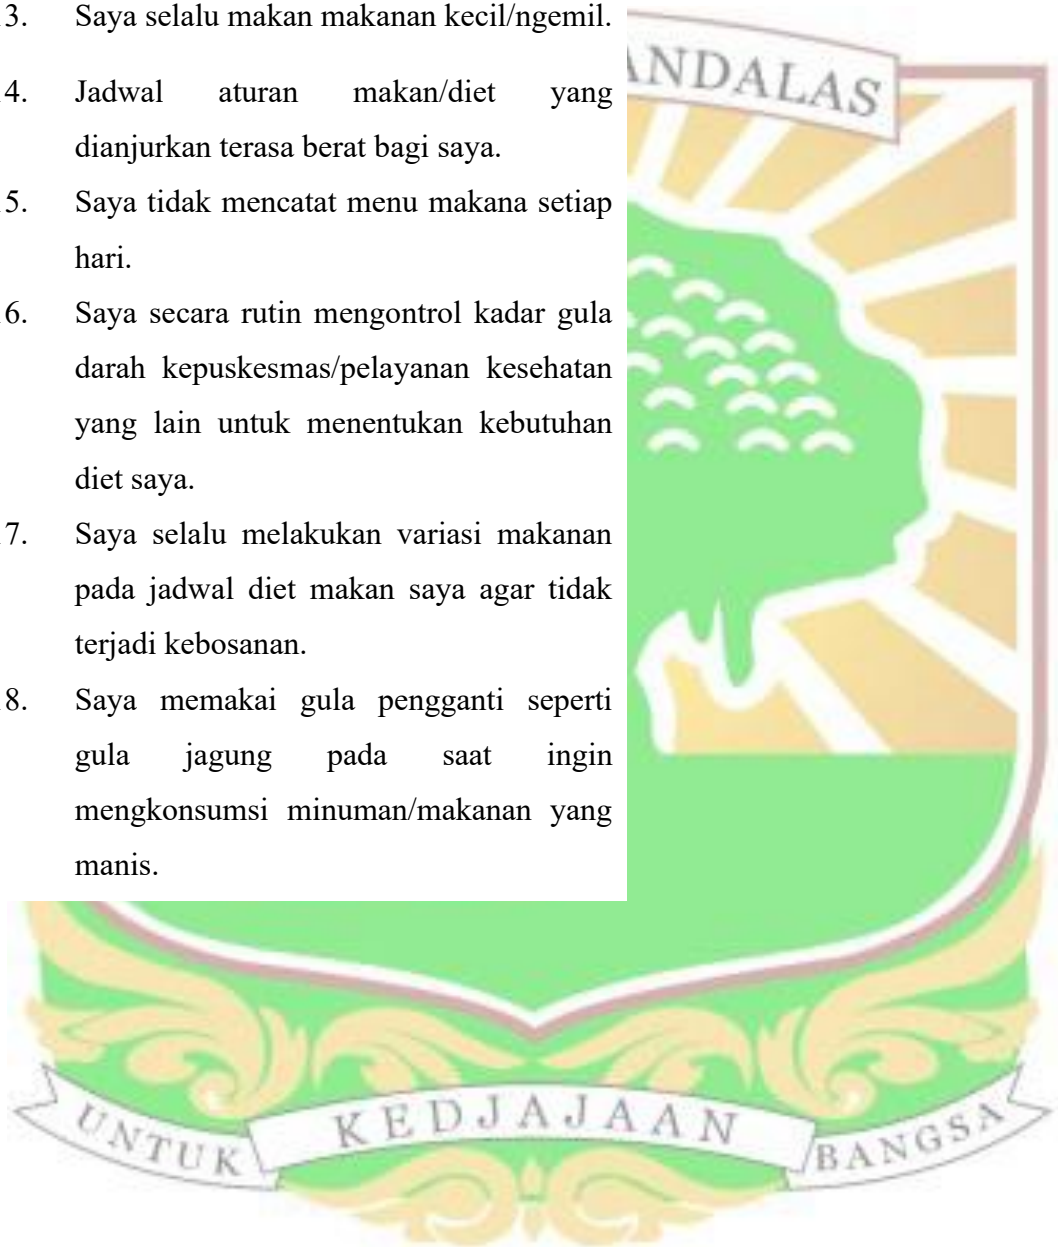 3. Saya selalu makan makanan kecil/ngemil.
4. Jadwal aturan makan/diet yang
dianjurkan terasa berat bagi saya.
5. Saya tidak mencatat menu makana setiap
hari.
6. Saya secara rutin mengontrol kadar gula
darah kepuskesmas/pelayanan kesehatan
yang lain untuk menentukan kebutuhan
diet saya.
7. Saya selalu melakukan variasi makanan
pada jadwal diet makan saya agar tidak
terjadi kebosanan.
8. Saya memakai gula pengganti seperti
gula jagung pada saat ingin
mengkonsumsi minuman/makanan yang
manis.
ANDALAS
UNTUK KEDJAJAAN BANGSA